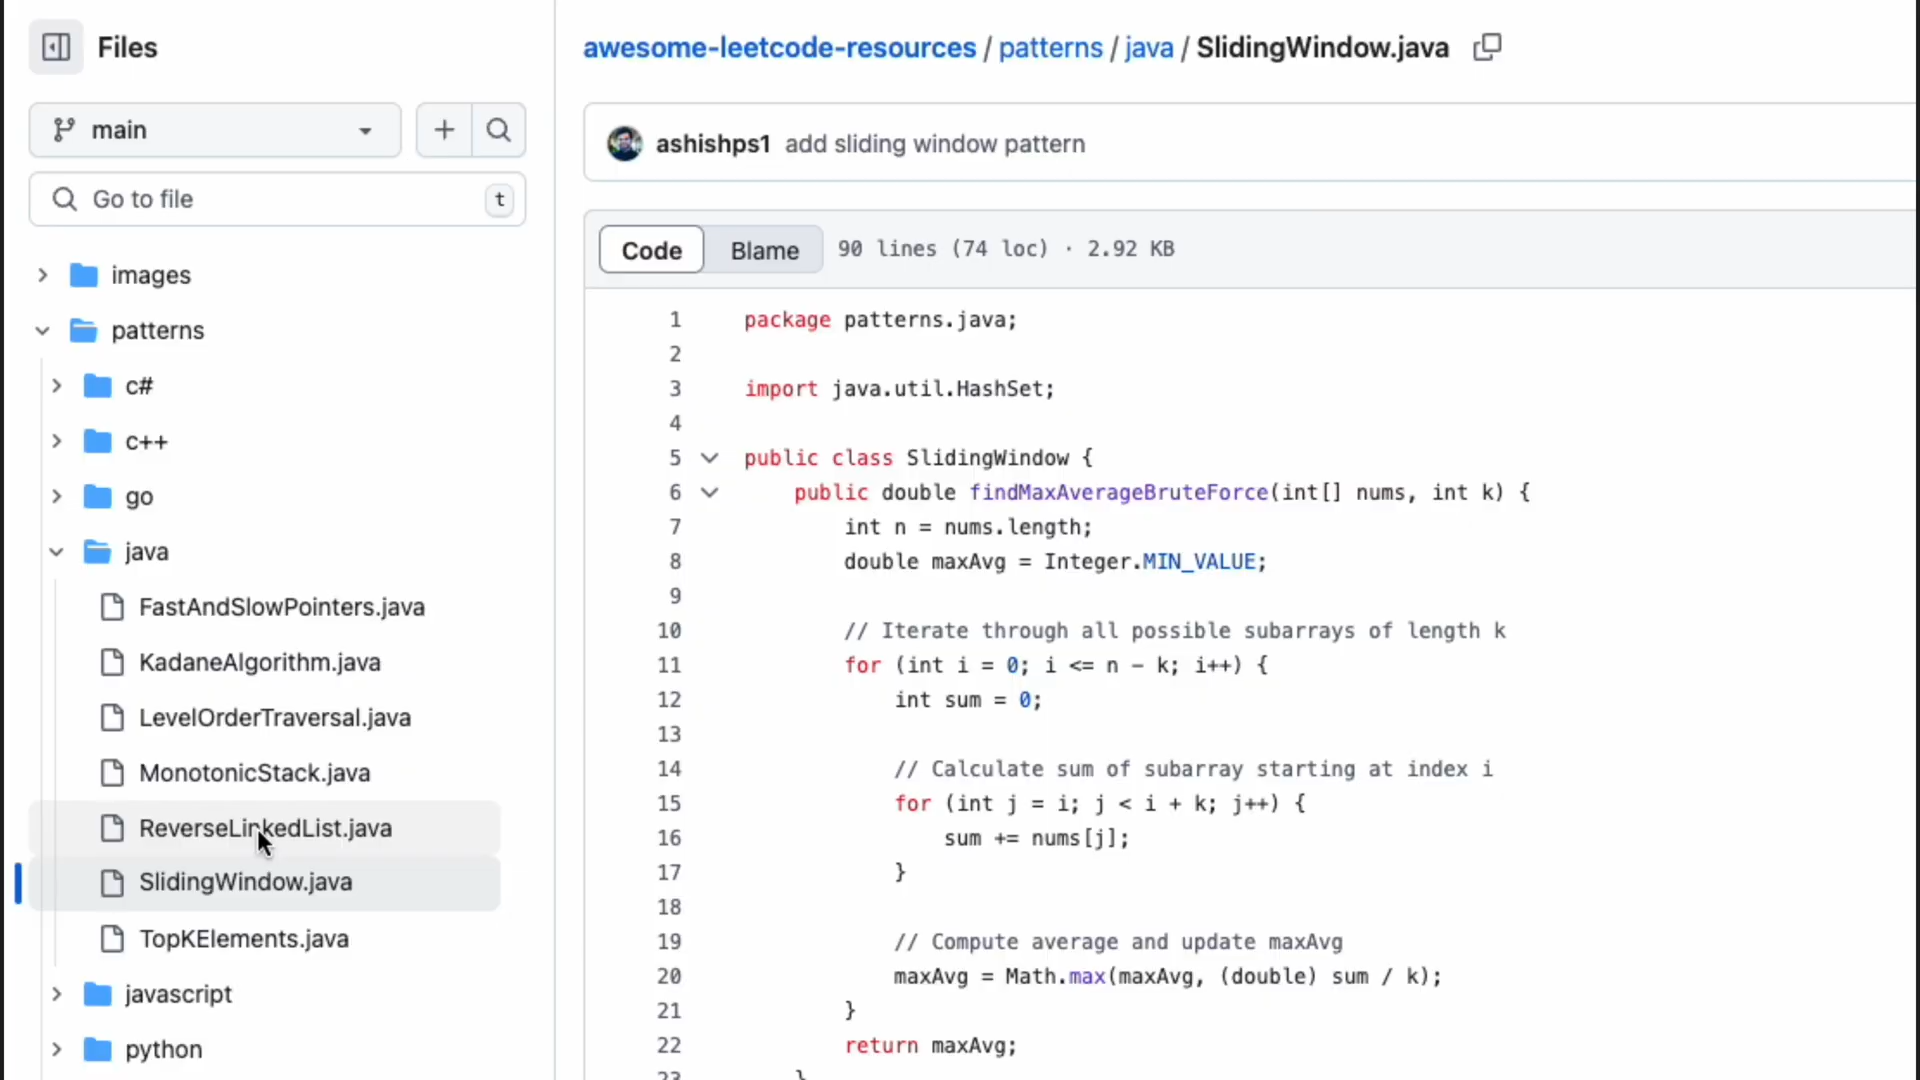 Files
main
Go to file
t
images
patterns
c#
c++
go
java
FastAndSlowPointers.java
KadaneAlgorithm.java
LevelOrderTraversal.java
MonotonicStack.java
ReverseLinkedList.java
SlidingWindow.java
TopKElements.java
javascript
python
awesome-leetcode-resources / patterns / java / SlidingWindow.java
ashishps1 add sliding window pattern
Code Blame 90 lines (74 loc) · 2.92 KB
1 package patterns.java;
2
3 import java.util.HashSet;
4
5 public class SlidingWindow {
6 public double findMaxAverageBruteForce(int[] nums, int k) {
7 int n = nums.length;
8 double maxAvg = Integer.MIN_VALUE;
9
10 // Iterate through all possible subarrays of length k
11 for (int i = 0; i <= n - k; i++) {
12 int sum = 0;
13
14 // Calculate sum of subarray starting at index i
15 for (int j = i; j < i + k; j++) {
16 sum += nums[j];
17 }
18
19 // Compute average and update maxAvg
20 maxAvg = Math.max(maxAvg, (double) sum / k);
21 }
22 return maxAvg;
23 }